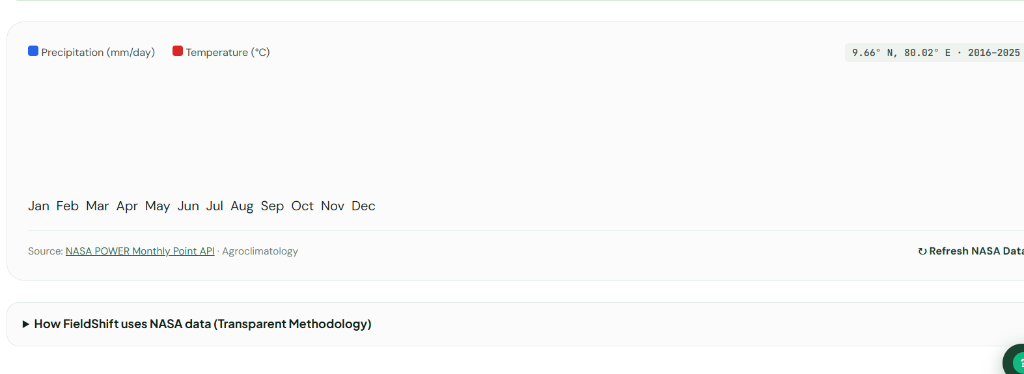 Precipitation (mm/day) Temperature (°C) 9.66° N, 80.02° E · 2016–2025
Jan Feb Mar Apr May Jun Jul Aug Sep Oct Nov Dec
Source: NASA POWER Monthly Point API · Agroclimatology ↻ Refresh NASA Data
▶ How FieldShift uses NASA data (Transparent Methodology)